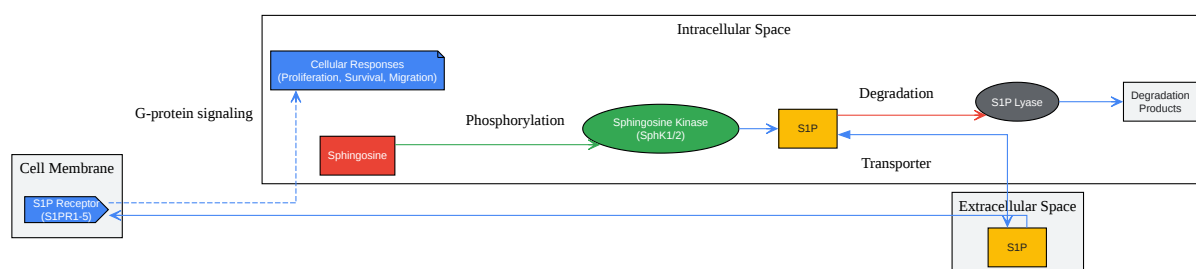 Intracellular Space
Cellular Responses
(Proliferation, Survival, Migration)
G-protein signaling
Phosphorylation
Degradation
S1P Lyase
Degradation
Products
Sphingosine Kinase
(SphK1/2)
S1P
Sphingosine
Transporter
Cell Membrane
S1P Receptor
(S1PR1-5)
Extracellular Space
S1P